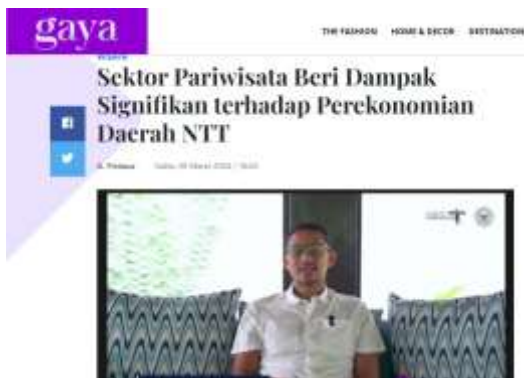 gaya
THE FASHION HOME & DECOR DESTINATION
Sektor Pariwisata Beri Dampak
Signifikan terhadap Perekonomian
Daerah NTT